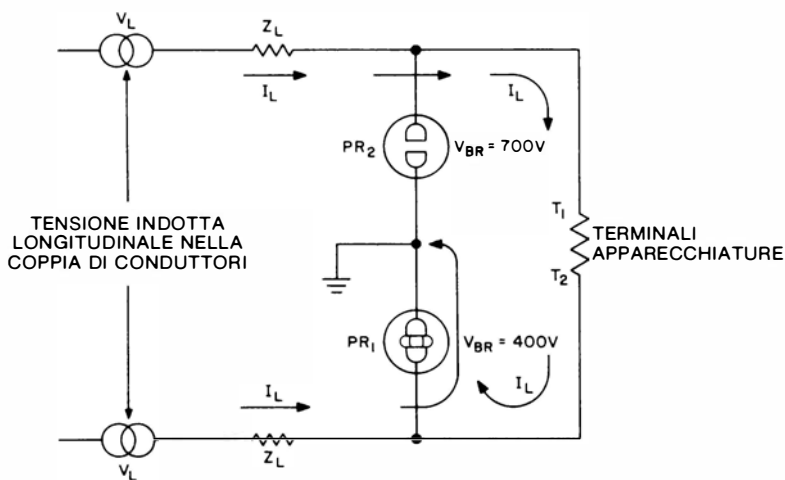 V_L
Z_L
I_L
I_L
PR_2
V_BR = 700V
TENSIONE INDOTTA
LONGITUDINALE NELLA
COPPIA DI CONDUTTORI
T_1
T_2
TERMINALI
APPARECCHIATURE
PR_1
V_BR = 400V
I_L
I_L
Z_L
V_L